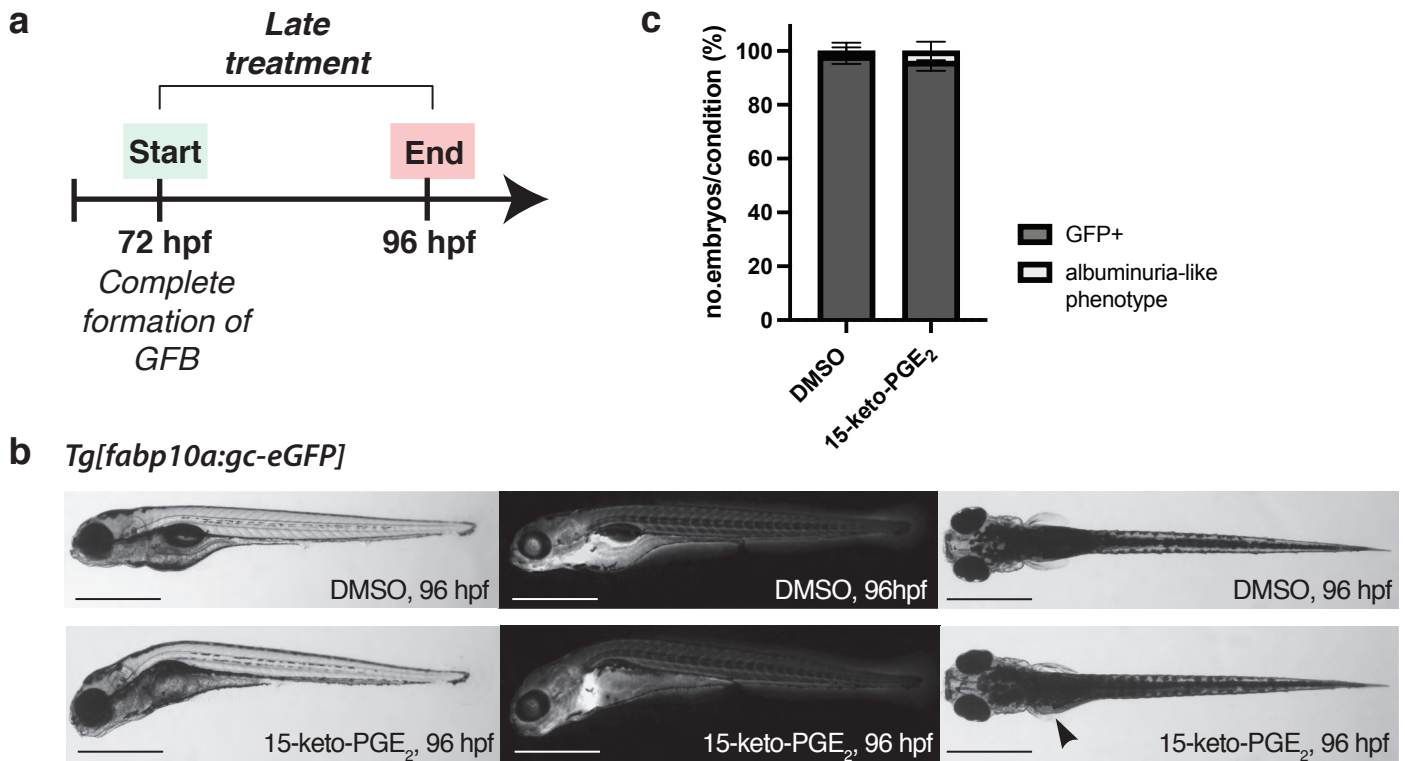 a
Late
treatment
Start
End
72 hpf
96 hpf
Complete
formation of
GFB
c
no.embryos/condition (%)
100
80
60
40
20
0
DMSO
15-keto-PGE₂
GFP+
albuminuria-like
phenotype
b
Tg[fabp10a:gc-eGFP]
DMSO, 96 hpf
DMSO, 96hpf
DMSO, 96 hpf
15-keto-PGE₂, 96 hpf
15-keto-PGE₂, 96 hpf
15-keto-PGE₂, 96 hpf